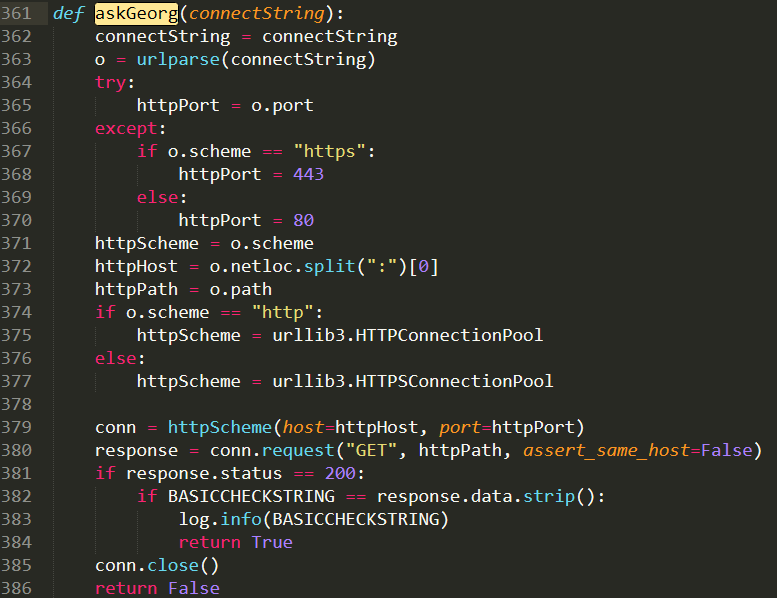 361 def askGeorg(connectString):
362     connectString = connectString
363     o = urlparse(connectString)
364     try:
365         httpPort = o.port
366     except:
367         if o.scheme == "https":
368             httpPort = 443
369         else:
370             httpPort = 80
371     httpScheme = o.scheme
372     httpHost = o.netloc.split(":")[0]
373     httpPath = o.path
374     if o.scheme == "http":
375         httpScheme = urllib3.HTTPConnectionPool
376     else:
377         httpScheme = urllib3.HTTPSConnectionPool
378
379     conn = httpScheme(host=httpHost, port=httpPort)
380     response = conn.request("GET", httpPath, assert_same_host=False)
381     if response.status == 200:
382         if BASICCHECKSTRING == response.data.strip():
383             log.info(BASICCHECKSTRING)
384             return True
385     conn.close()
386     return False